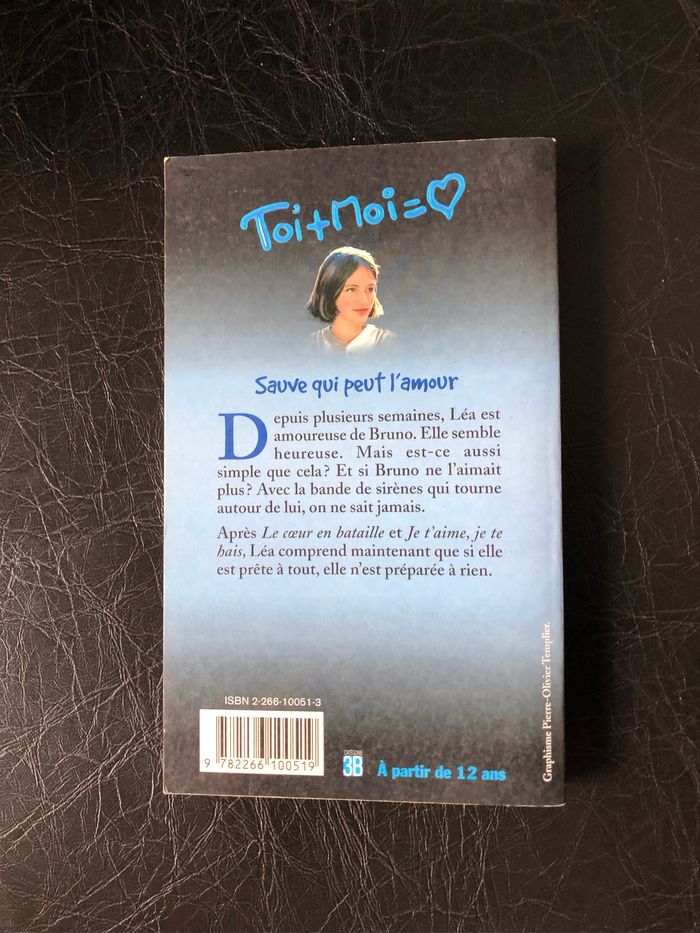 Toi+Moi=♡
Sauve qui peut l'amour
Depuis plusieurs semaines, Léa est
amoureuse de Bruno. Elle semble
heureuse. Mais est-ce aussi
simple que cela ? Et si Bruno ne l'aimait
plus ? Avec la bande de sirènes qui tourne
autour de lui, on ne sait jamais.
Après Le cœur en bataille et Je t'aime, je te
hais, Léa comprend maintenant que si elle
est prête à tout, elle n'est préparée à rien.
ISBN 2-266-10051-3
9 782266 100519
CATÉGORIE
3B
À partir de 12 ans
Graphisme Pierre-Olivier Templier.